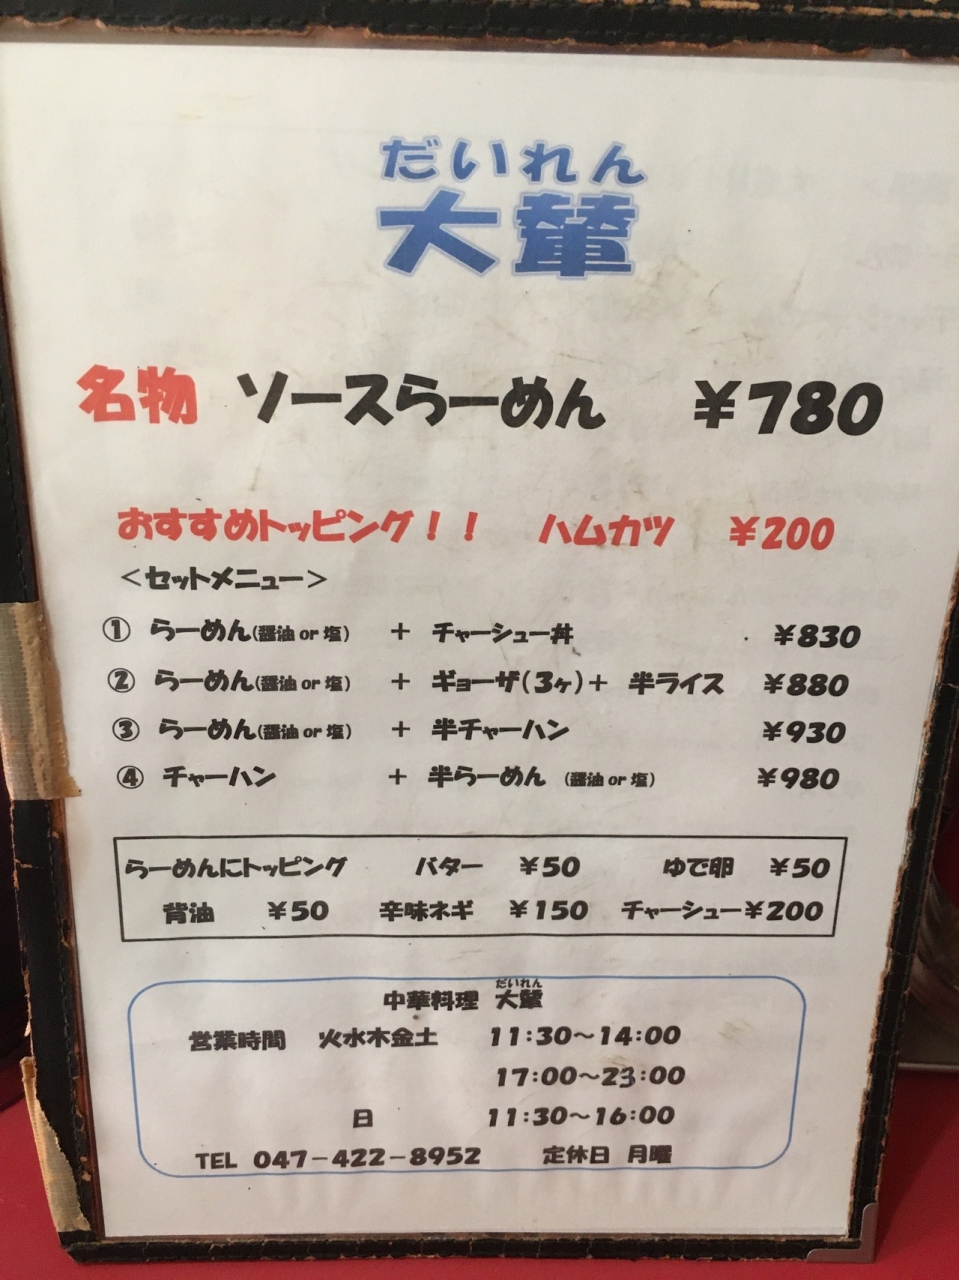 だいれん
大輦
名物 ソースらーめん ￥780
おすすめトッピング！！ ハムカツ ￥200
＜セットメニュー＞
① らーめん(醤油 or 塩) ＋ チャーシュー丼 ￥830
② らーめん(醤油 or 塩) ＋ ギョーザ(3ヶ)＋ 半ライス ￥880
③ らーめん(醤油 or 塩) ＋ 半チャーハン ￥930
④ チャーハン ＋ 半らーめん (醤油 or 塩) ￥980
らーめんにトッピング バター ￥50 ゆで卵 ￥50
背油 ￥50 辛味ネギ ￥150 チャーシュー￥200
だいれん
中華料理 大輦
営業時間 火水木金土 11:30～14:00
17:00～23:00
日 11:30～16:00
TEL 047－422－8952 定休日 月曜